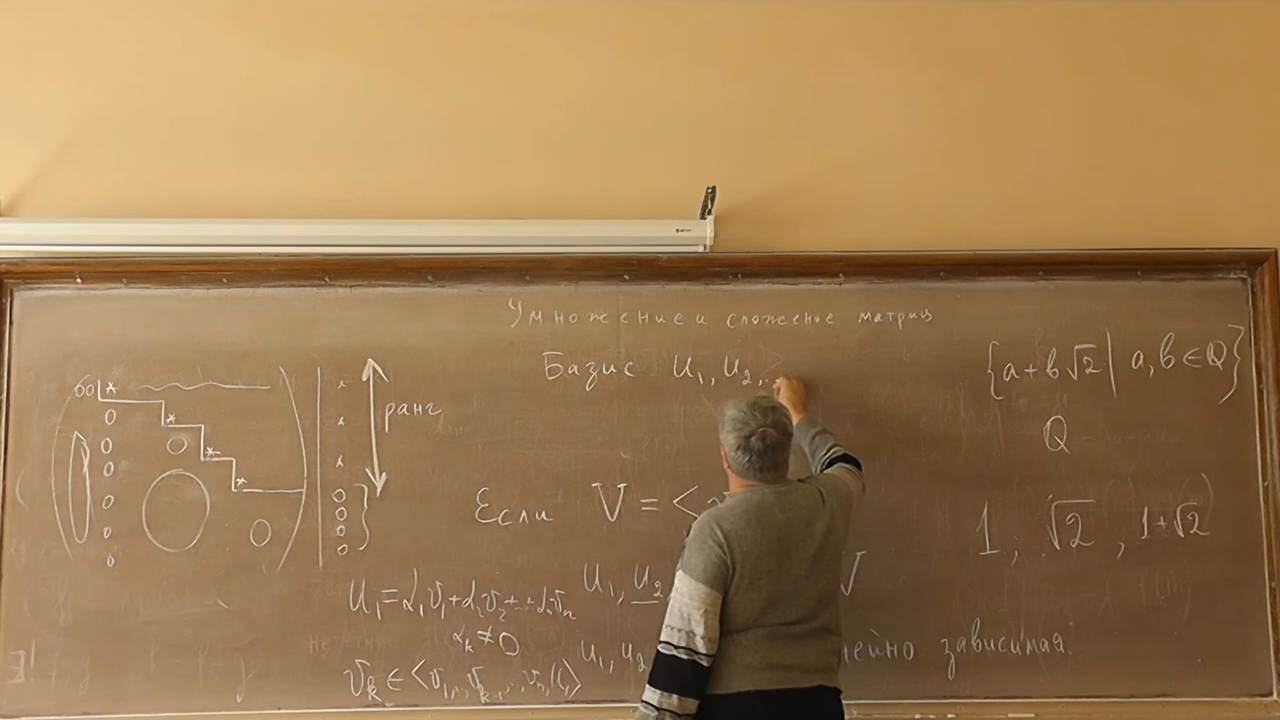 Умножение и сложение матриц
Базис u₁, u₂, ..
{a + b√2 | a, b ∈ Q}
Q
ранг
Если V = <
1, √2, 1+√2
u₁ = α₁v₁ + α₂v₂ + ... αₙvₙ
u₁, u₂
V
αₖ ≠ 0
u₁, u₂
нейно зависимая
vₖ ∈ <v₁, .., vₖ₋₁, .., vₙ, u₁>
∃!